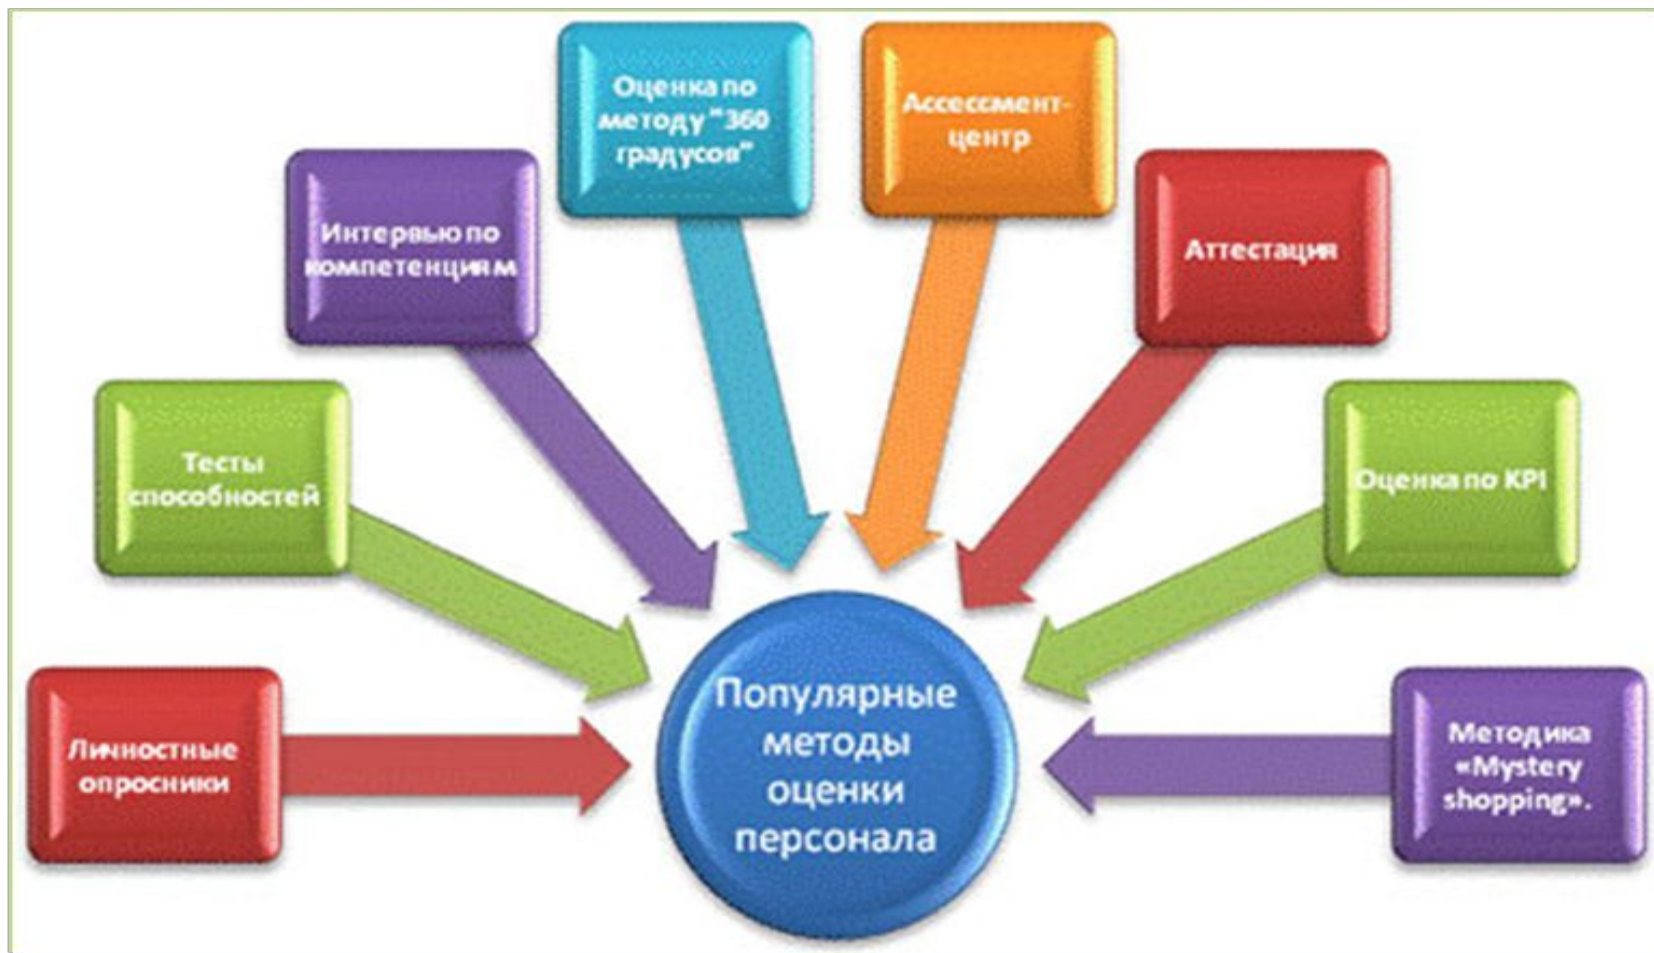 Оценка по
методу "360
градусов"
Ассессмент-
центр
Интервью по
компетенциям
Аттестация
Тесты
способностей
Оценка по KPI
Личностные
опросники
Популярные
методы
оценки
персонала
Методика
«Mystery
shopping».